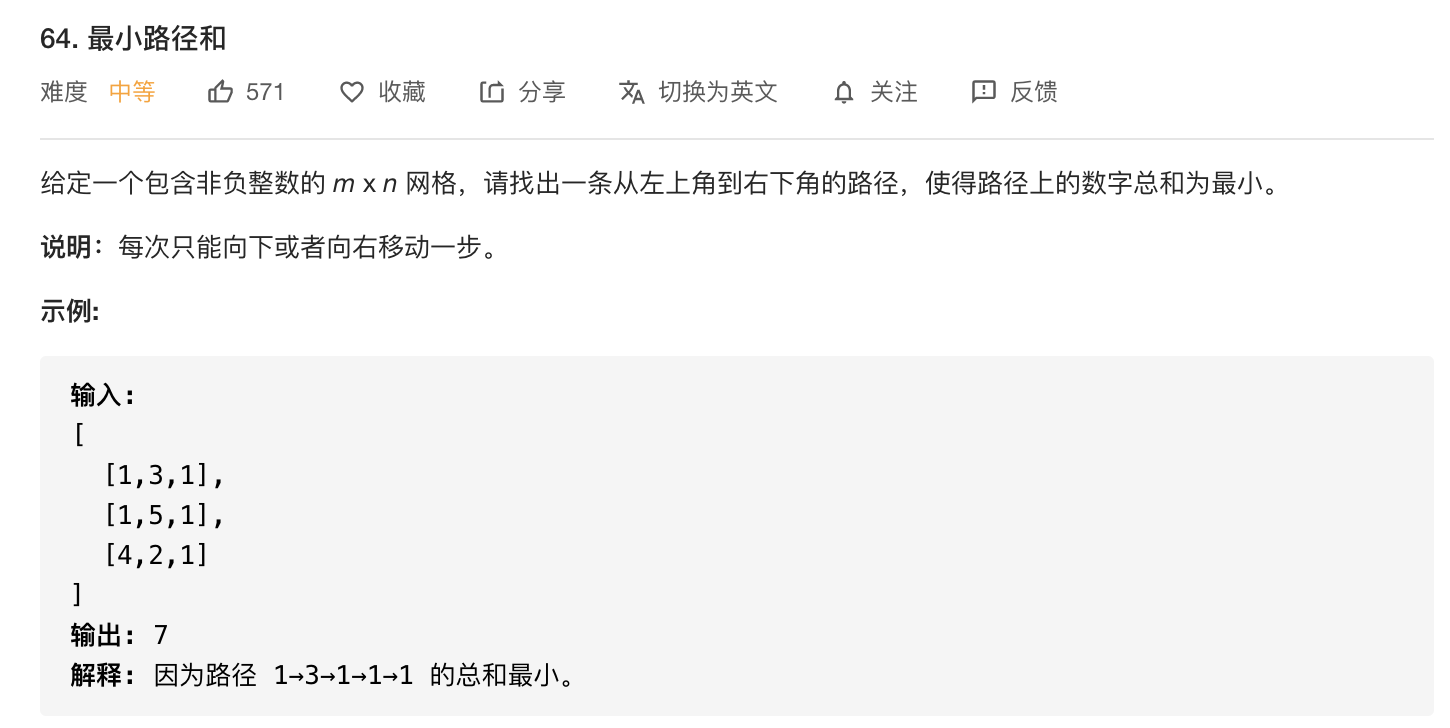 64. 最小路径和
难度 中等 571 收藏 分享 切换为英文 关注 反馈
给定一个包含非负整数的 m x n 网格，请找出一条从左上角到右下角的路径，使得路径上的数字总和为最小。
说明：每次只能向下或者向右移动一步。
示例:
输入:
[
  [1,3,1],
  [1,5,1],
  [4,2,1]
]
输出: 7
解释: 因为路径 1→3→1→1→1 的总和最小。